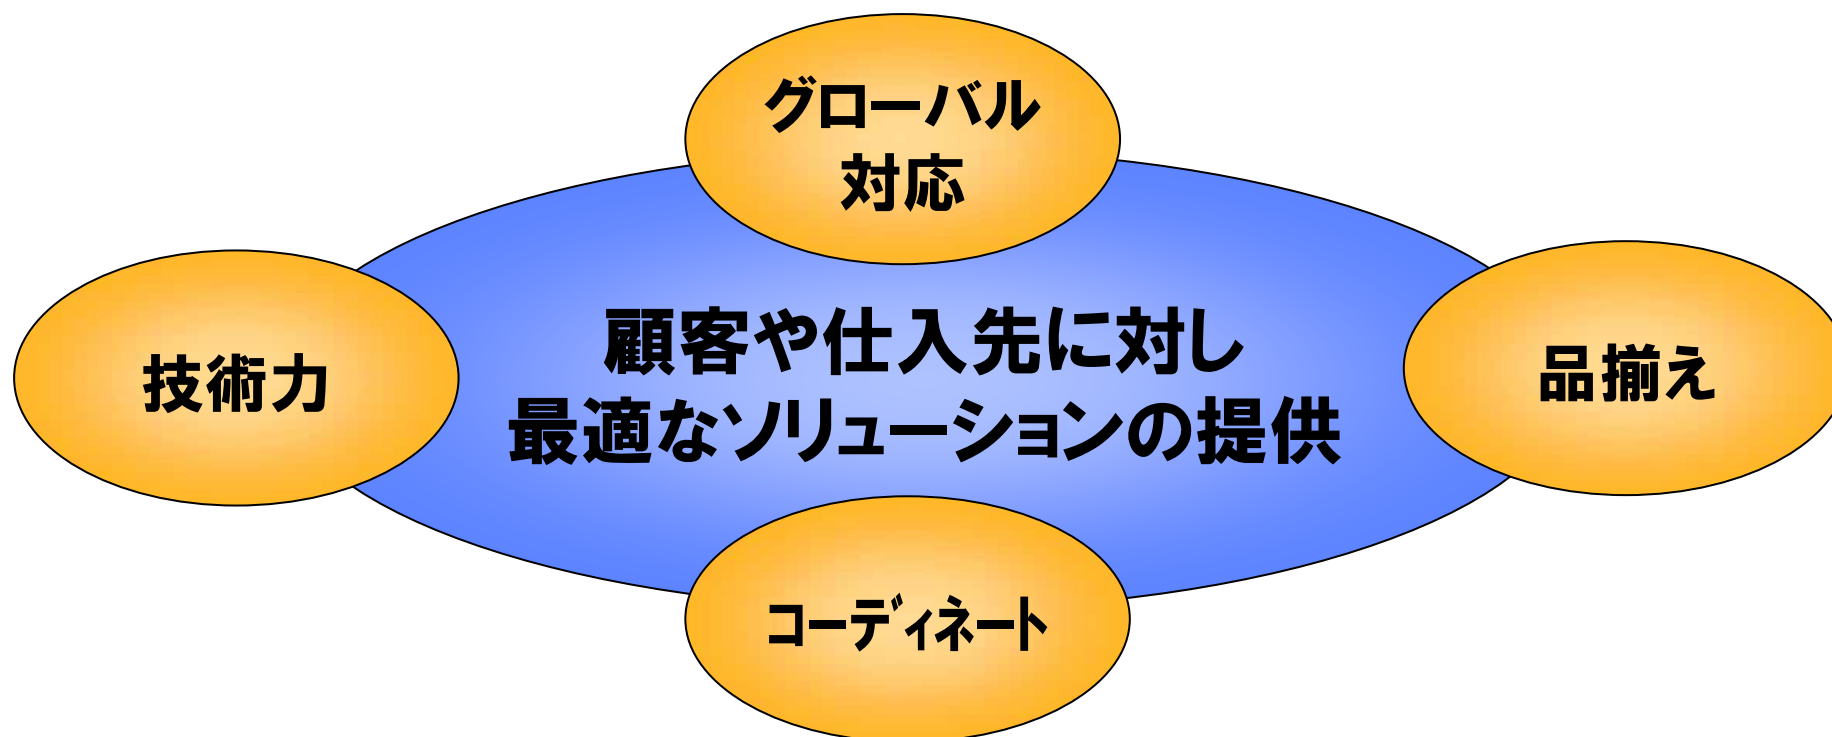 グローバル
対応
技術力
顧客や仕入先に対し
最適なソリューションの提供
品揃え
コーディネート